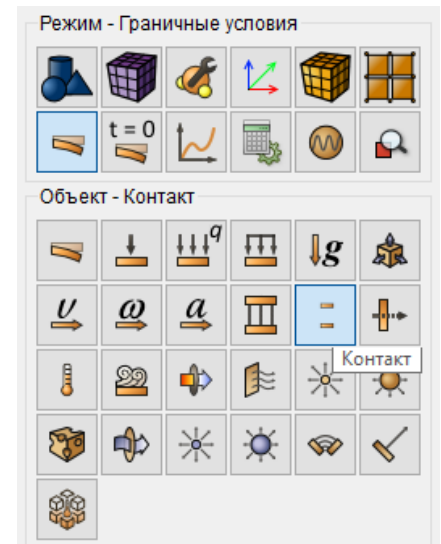 Режим - Граничные условия
t = 0
Объект - Контакт
q
g
υ ω a
Контакт